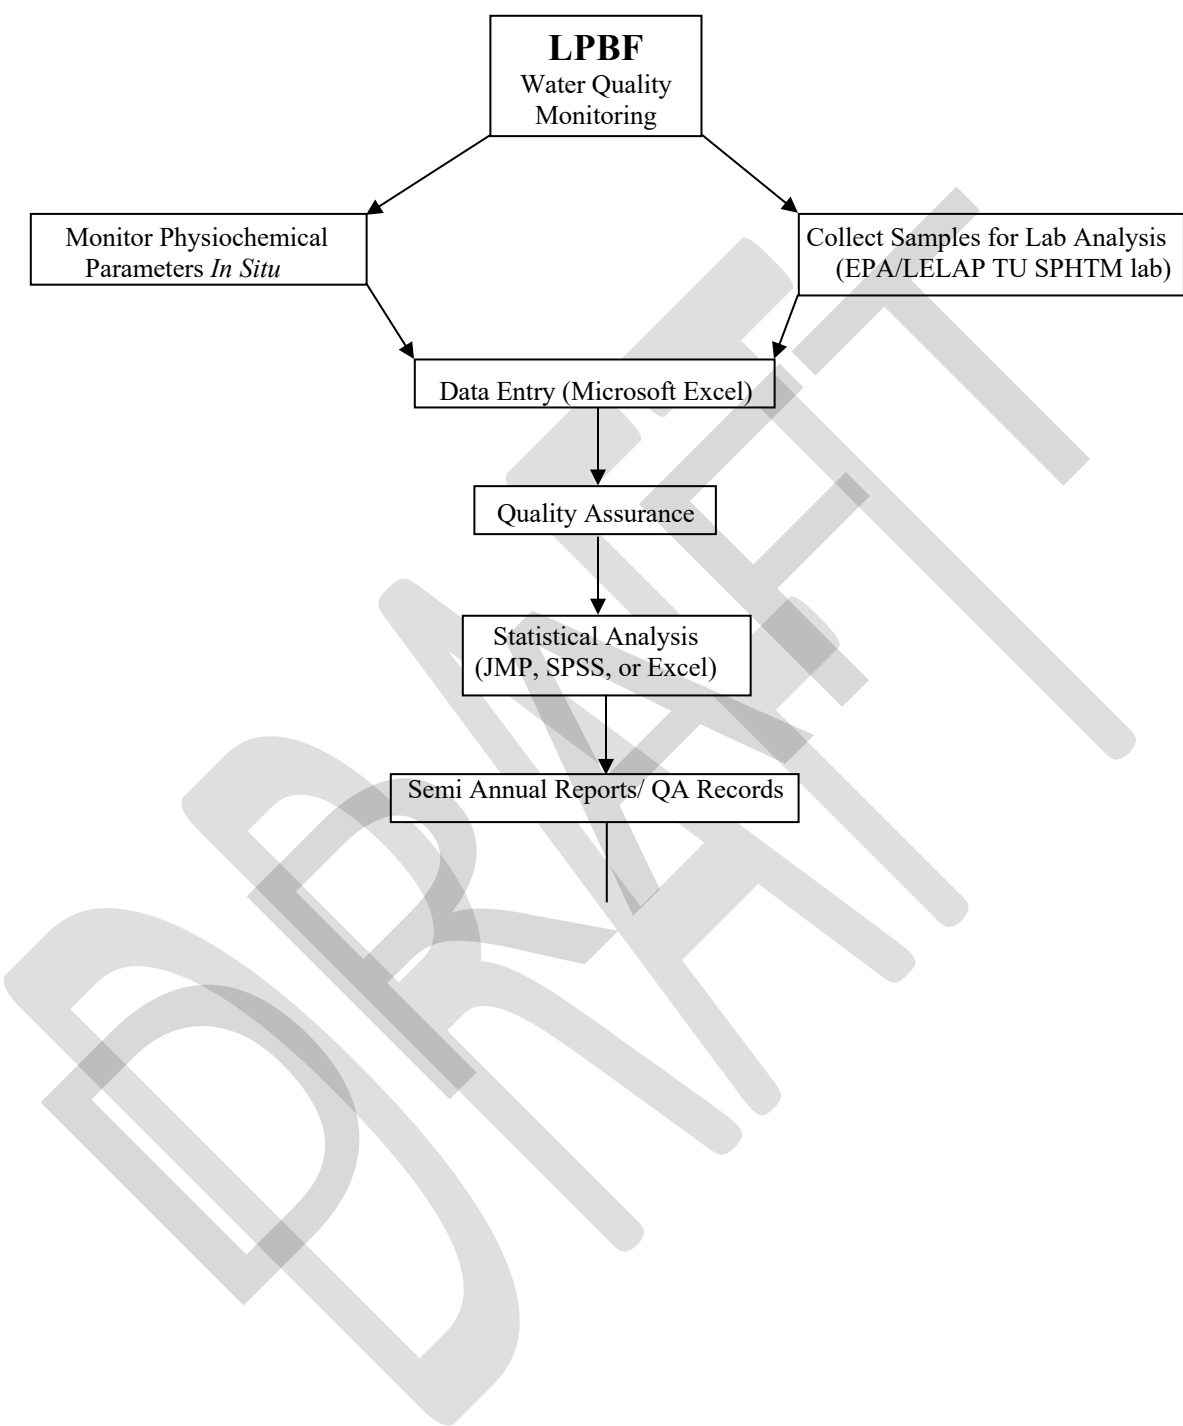 LPBF
Water Quality
Monitoring
Monitor Physiochemical
Parameters In Situ
Collect Samples for Lab Analysis
(EPA/LELAP TU SPHTM lab)
Data Entry (Microsoft Excel)
Quality Assurance
Statistical Analysis
(JMP, SPSS, or Excel)
Semi Annual Reports/ QA Records
DRAFT
DRAFT